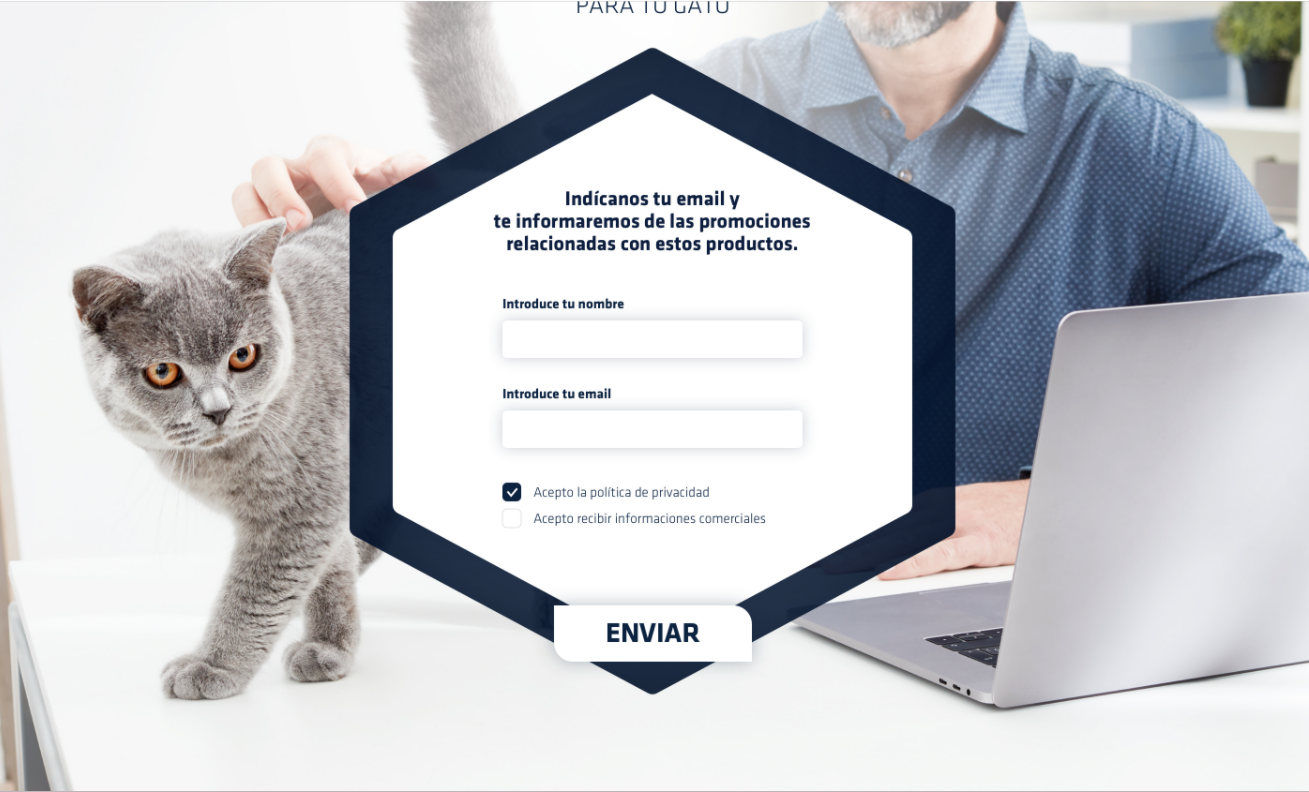 PARA TU GATO
Indícanos tu email y
te informaremos de las promociones
relacionadas con estos productos.
Introduce tu nombre
Introduce tu email
Acepto la política de privacidad
Acepto recibir informaciones comerciales
ENVIAR